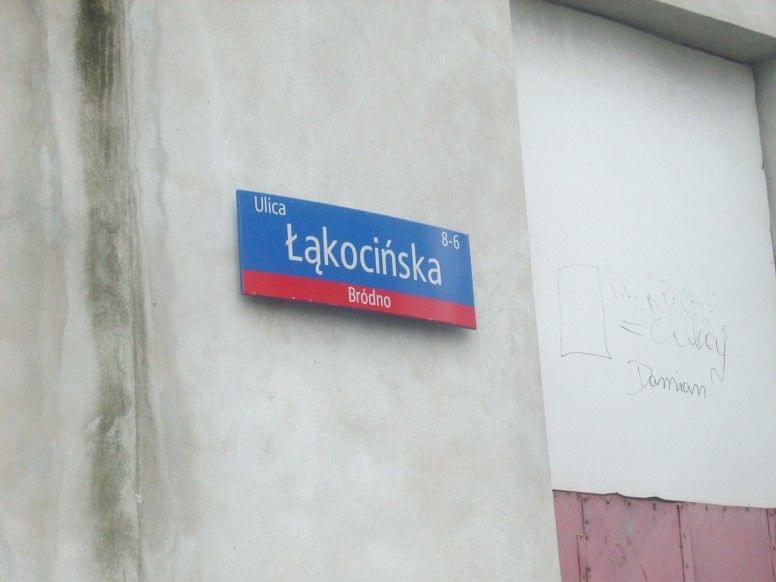 Ulica
8-6
Łąkocińska
Bródno
Damian